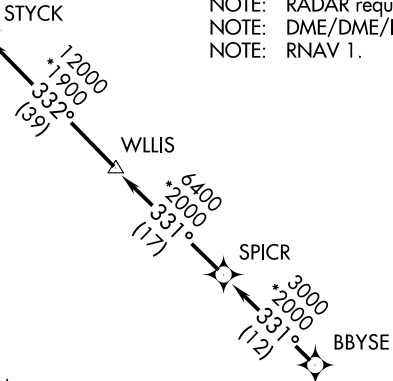 STYCK
NOTE: RADAR
NOTE: DME/DME/
NOTE: RNAV 1.
12000
*1900
332°
(39)
WLLIS
6400
*2000
331°
(17)
SPICR
3000
*2000
331°
(12)
BBYSE